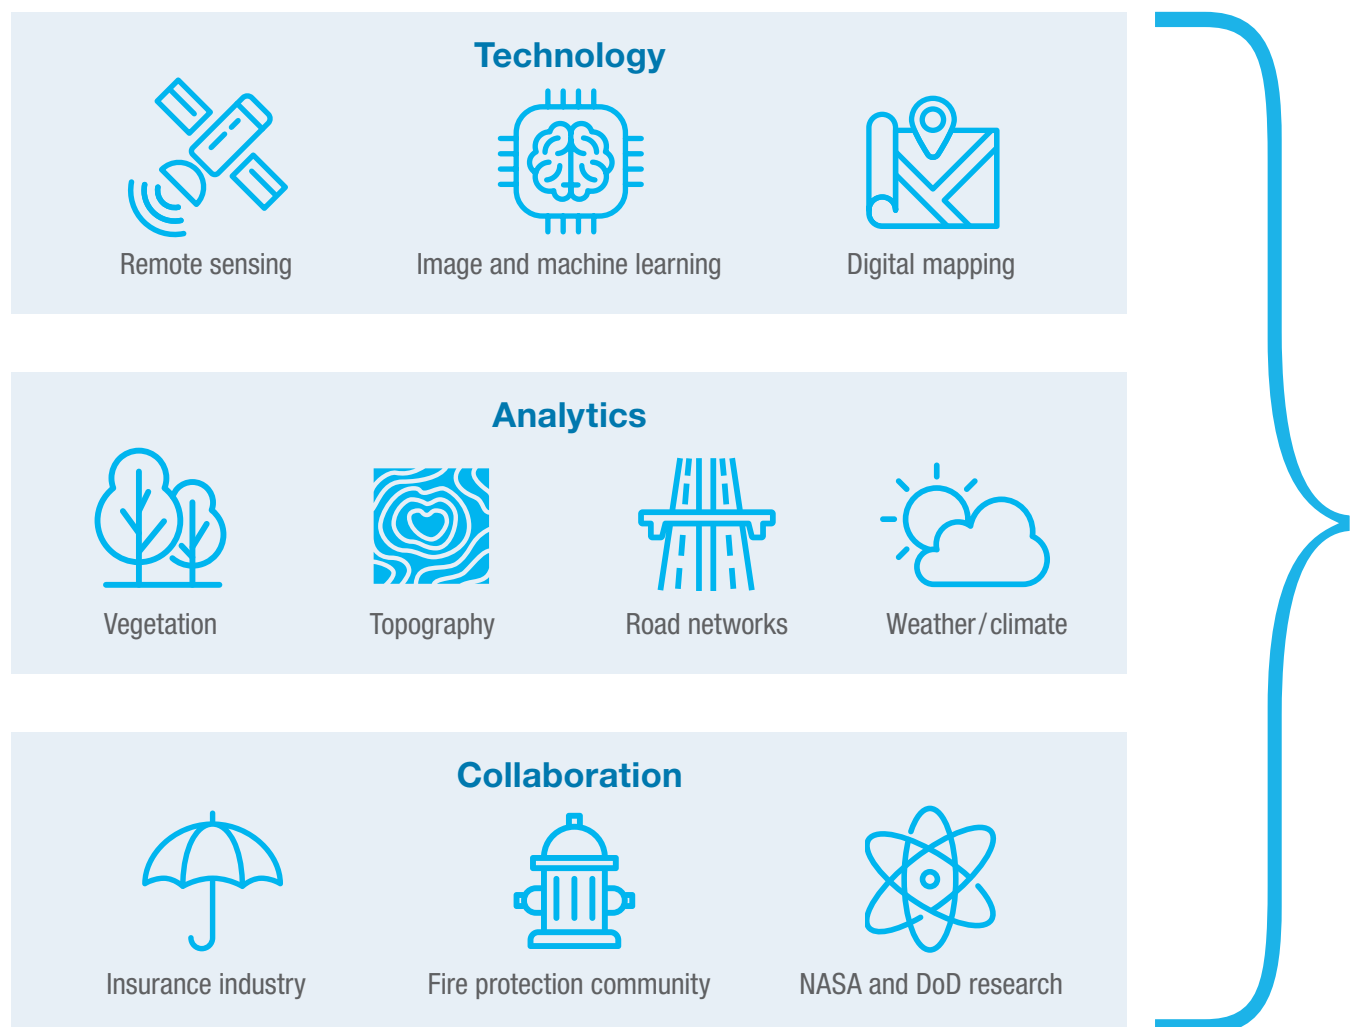 Technology
Remote sensing
Image and machine learning
Digital mapping
Analytics
Vegetation
Topography
Road networks
Weather/climate
Collaboration
Insurance industry
Fire protection community
NASA and DoD research